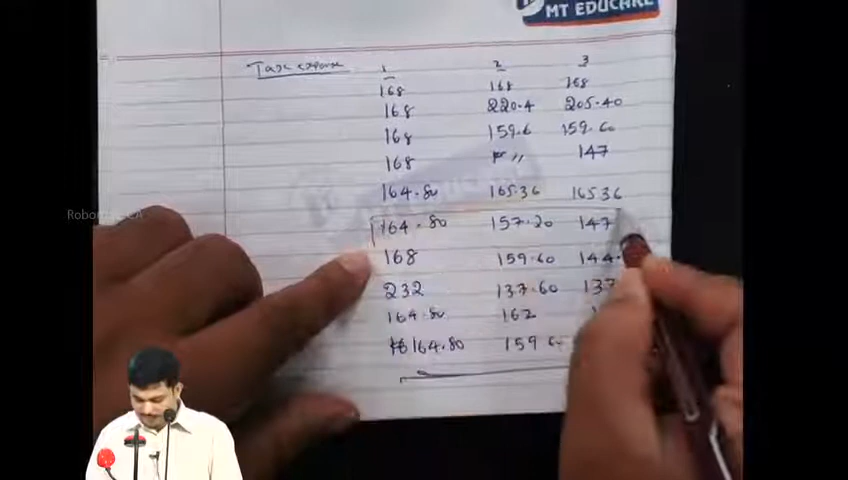 MT EDUCARE
Tax expense 1 2 3
168 168 168
168 220.4 205.40
168 159.6 159.60
168 〃 147
164.80 165.36 165.36
164.80 157.20 147
168 159.60 144.
232 137.60 137
164.80 162
164.80 159.6